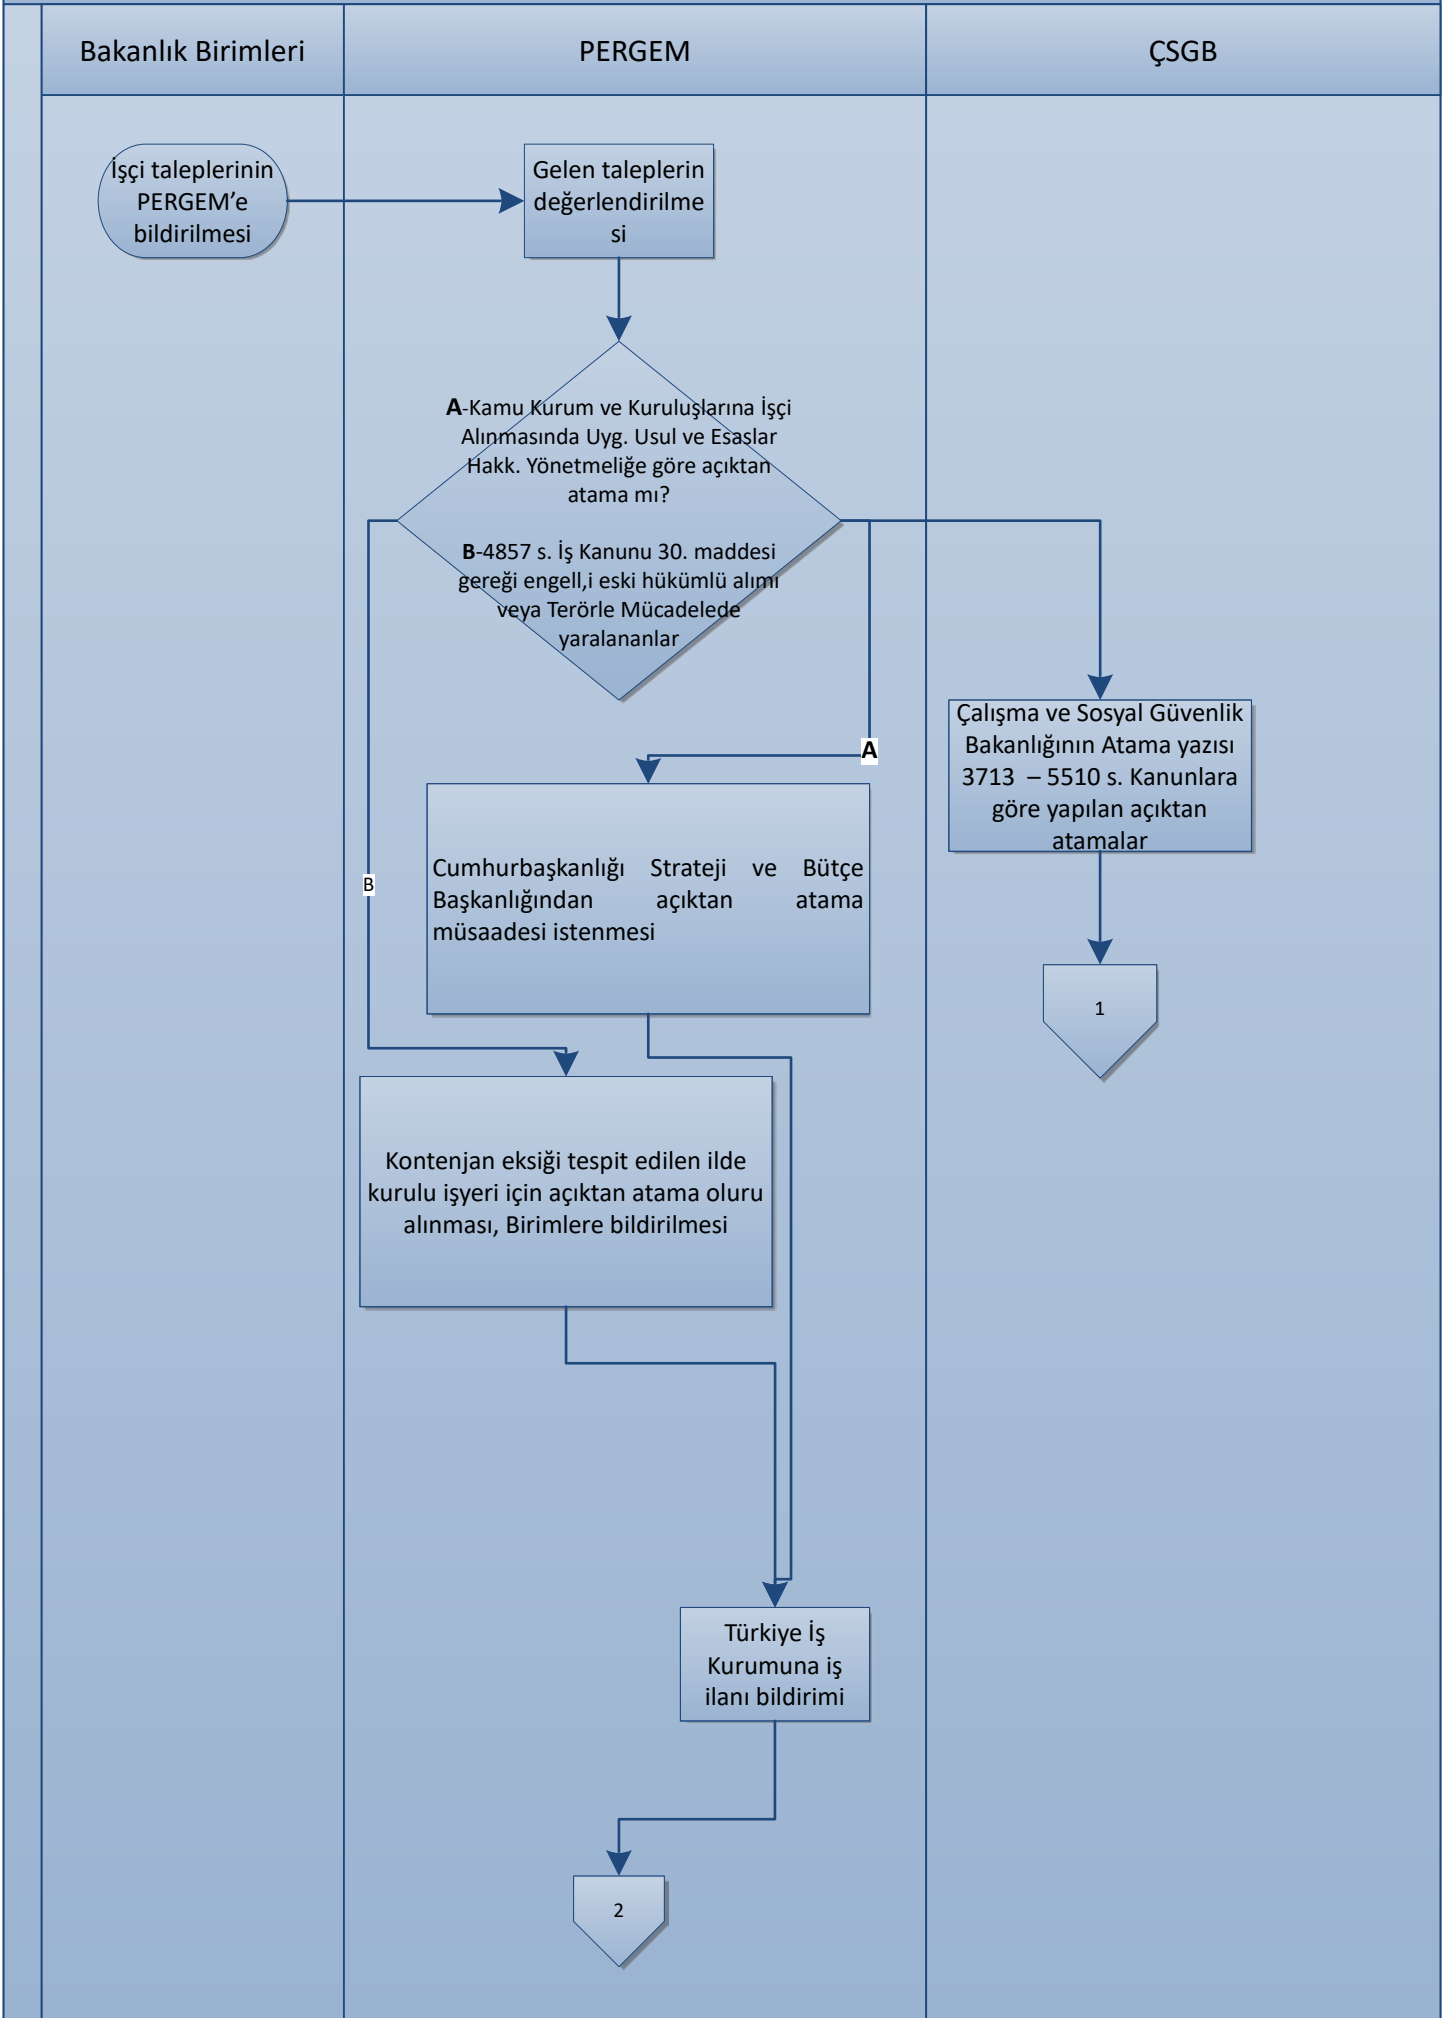 Bakanlık Birimleri
PERGEM
ÇSGB
İşçi taleplerinin
PERGEM’e
bildirilmesi
Gelen taleplerin
değerlendirilme
si
A-Kamu Kurum ve Kuruluşlarına İşçi
Alınmasında Uyg. Usul ve Esaslar
Hakk. Yönetmeliğe göre açıktan
atama mı?
B-4857 s. İş Kanunu 30. maddesi
gereği engell,i eski hükümlü alımı
veya Terörle Mücadelede
yaralananlar
A
B
Çalışma ve Sosyal Güvenlik
Bakanlığının Atama yazısı
3713 – 5510 s. Kanunlara
göre yapılan açıktan
atamalar
Cumhurbaşkanlığı Strateji ve Bütçe
Başkanlığından açıktan atama
müsaadesi istenmesi
1
Kontenjan eksiği tespit edilen ilde
kurulu işyeri için açıktan atama oluru
alınması, Birimlere bildirilmesi
Türkiye İş
Kurumuna iş
ilanı bildirimi
2